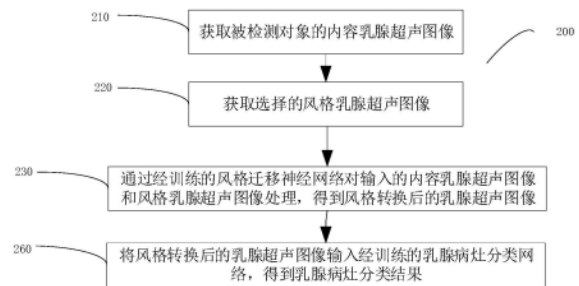 210
获取被检测对象的内容乳腺超声图像
200
220
获取选择的风格乳腺超声图像
230
通过经训练的风格迁移神经网络对输入的内容乳腺超声图像
和风格乳腺超声图像处理，得到风格转换后的乳腺超声图像
260
将风格转换后的乳腺超声图像输入经训练的乳腺病灶分类网
络，得到乳腺病灶分类结果